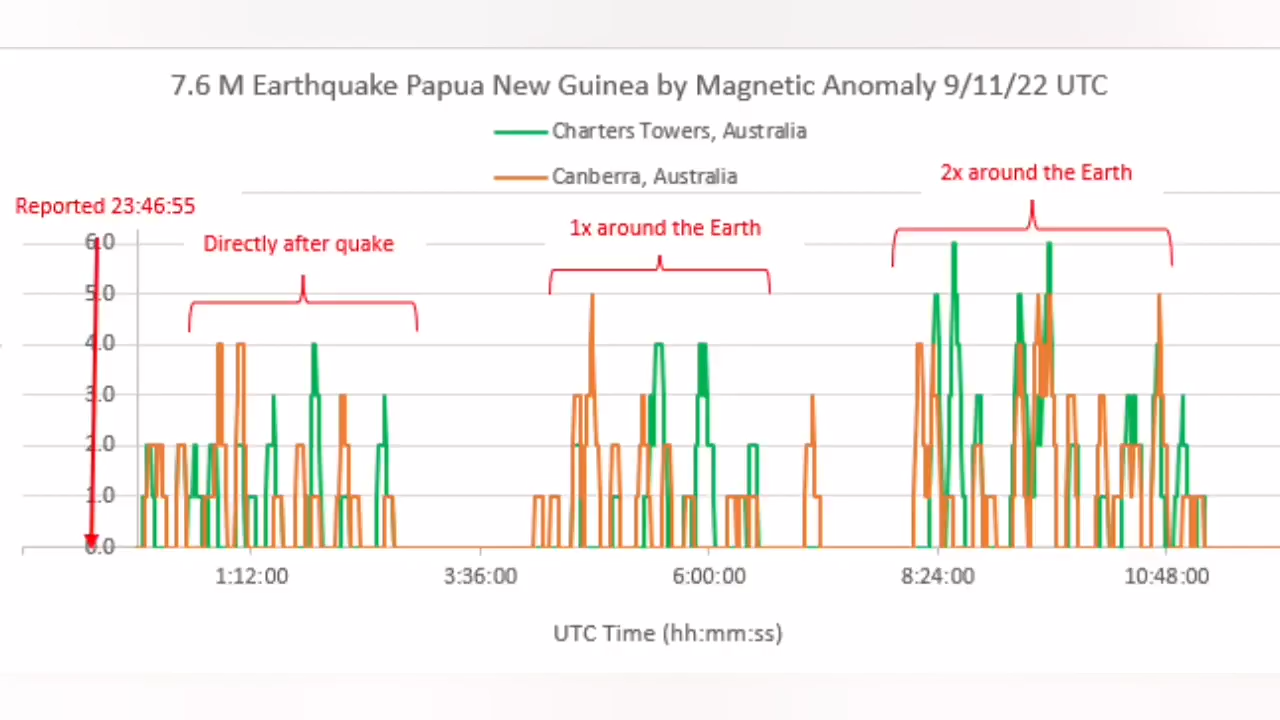 7.6 M Earthquake Papua New Guinea by Magnetic Anomaly 9/11/22 UTC
Charters Towers, Australia
Canberra, Australia
2x around the Earth
Reported 23:46:55
1x around the Earth
Directly after quake
6.0
5.0
4.0
3.0
2.0
1.0
0.0
1:12:00 3:36:00 6:00:00 8:24:00 10:48:00
UTC Time (hh:mm:ss)